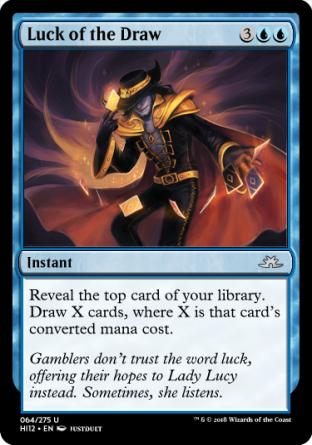 Luck of the Draw 3
Instant
Reveal the top card of your library.
Draw X cards, where X is that card's
converted mana cost.
Gamblers don't trust the word luck,
offering their hopes to Lady Lucy
instead. Sometimes, she listens.
064/275 U
HI12 • EN JUSTDUET
™ & © 2018 Wizards of the Coast